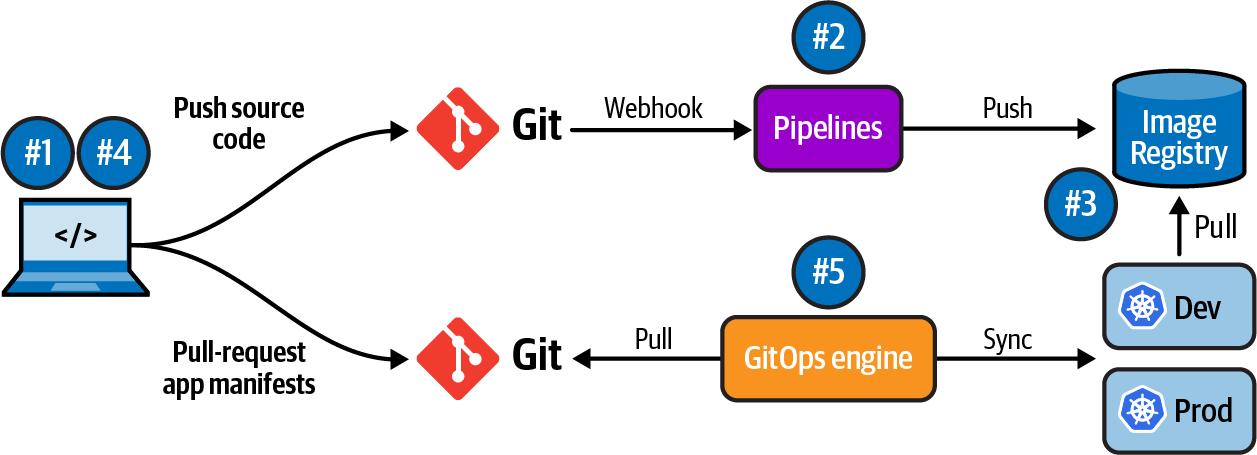 #1
#4
</>
Push source
code
Git
Webhook
#2
Pipelines
Push
Image
Registry
#3
Pull
Pull-request
app manifests
Git
Pull
#5
GitOps engine
Sync
Dev
Prod